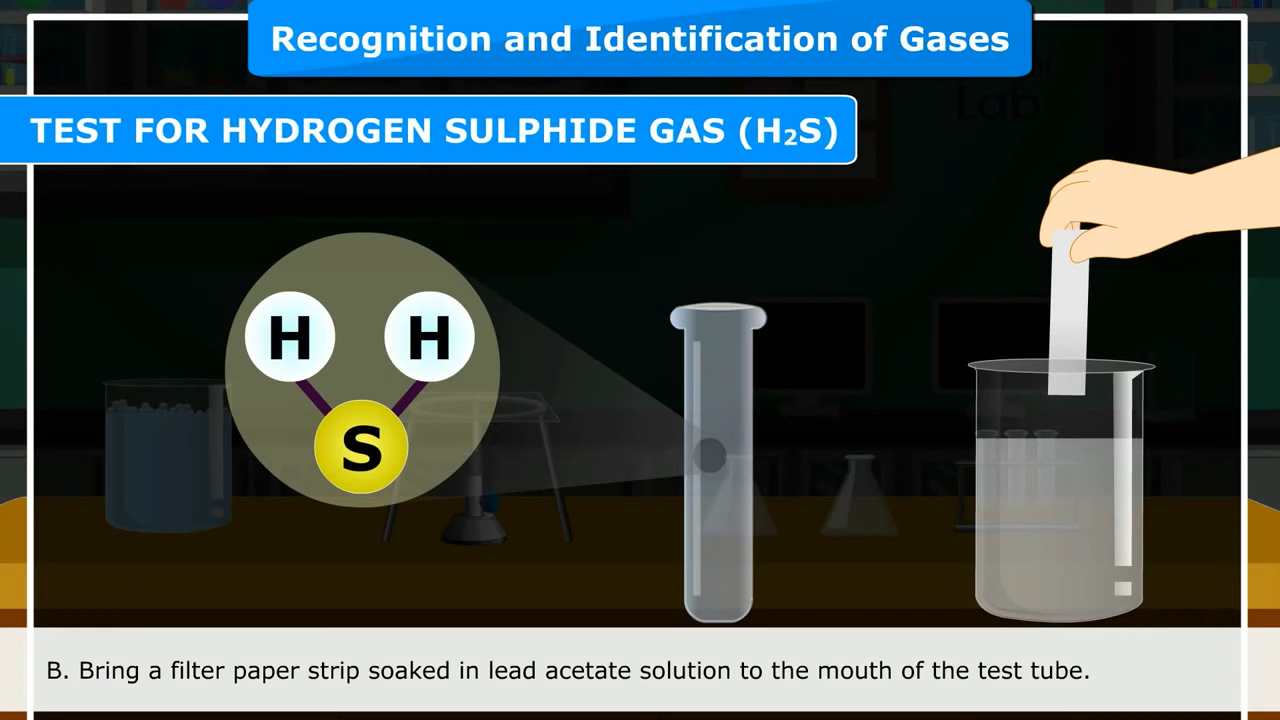 Recognition and Identification of Gases
Lab
TEST FOR HYDROGEN SULPHIDE GAS (H₂S)
H H
S
B. Bring a filter paper strip soaked in lead acetate solution to the mouth of the test tube.